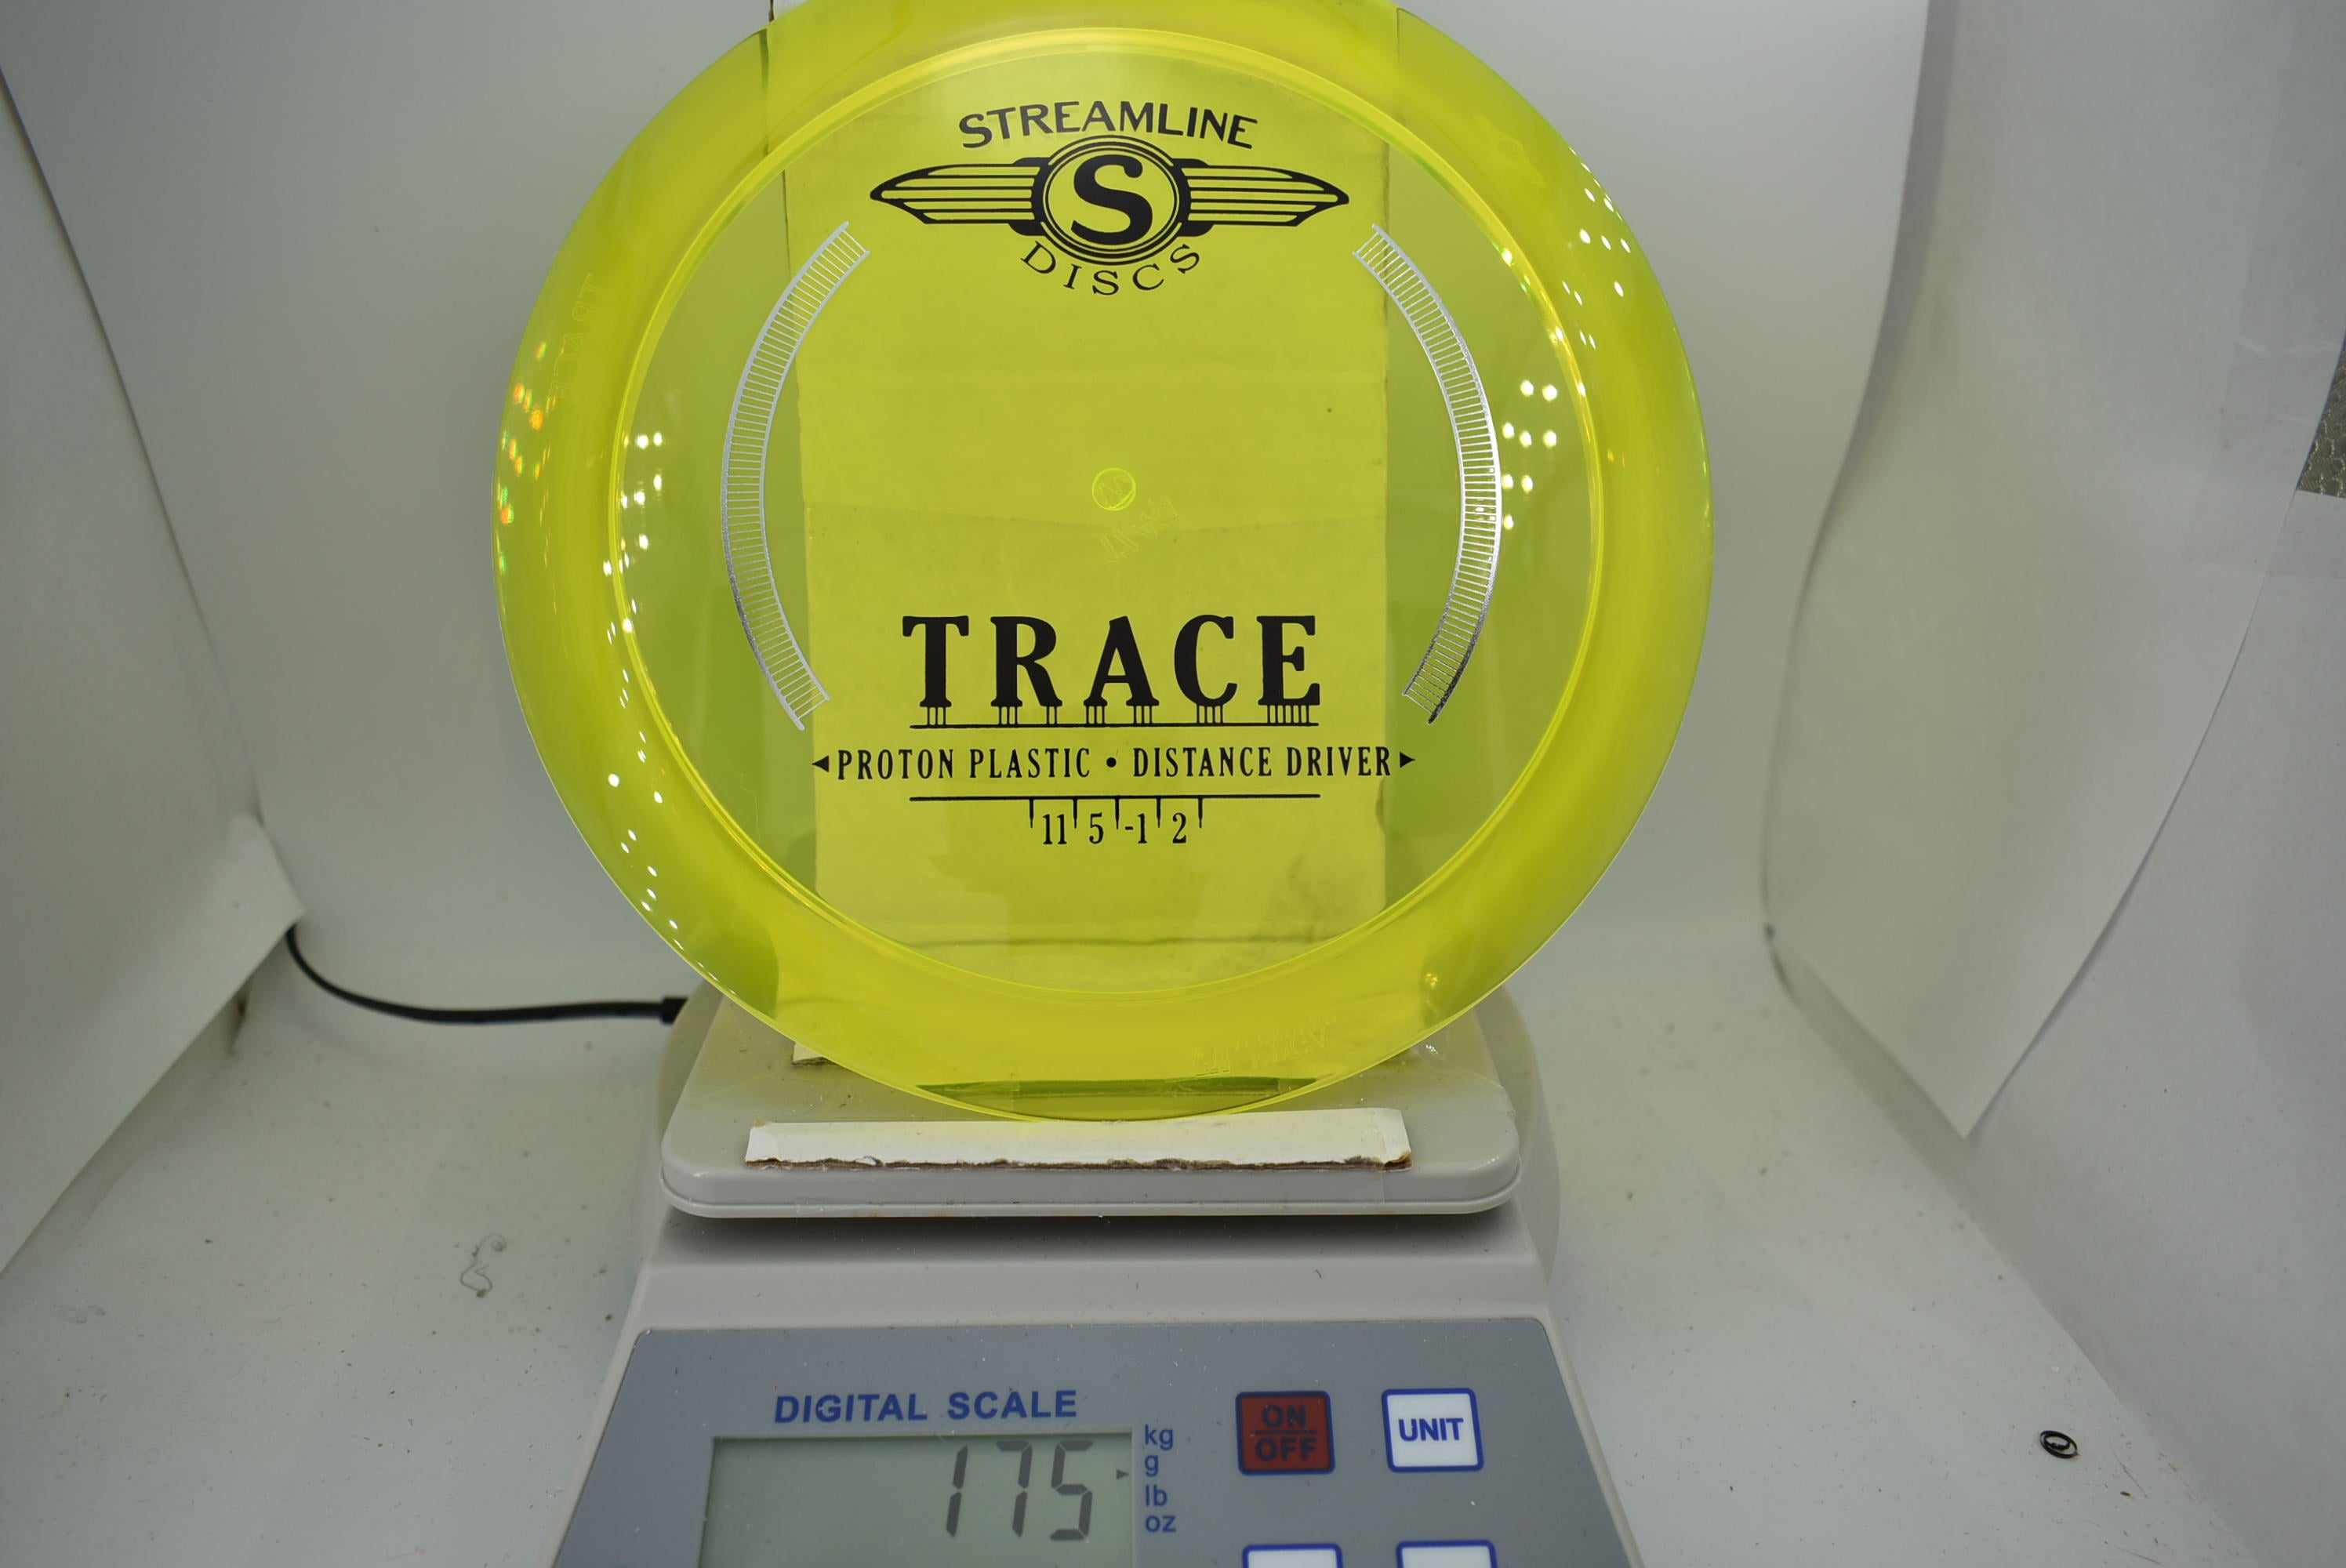 STREAMLINE
S
DISCS
TRACE
TRACE
◄PROTON PLASTIC • DISTANCE DRIVER►
11 5 -1 2
DIGITAL SCALE
175
kg
g
lb
oz
ON
OFF
UNIT